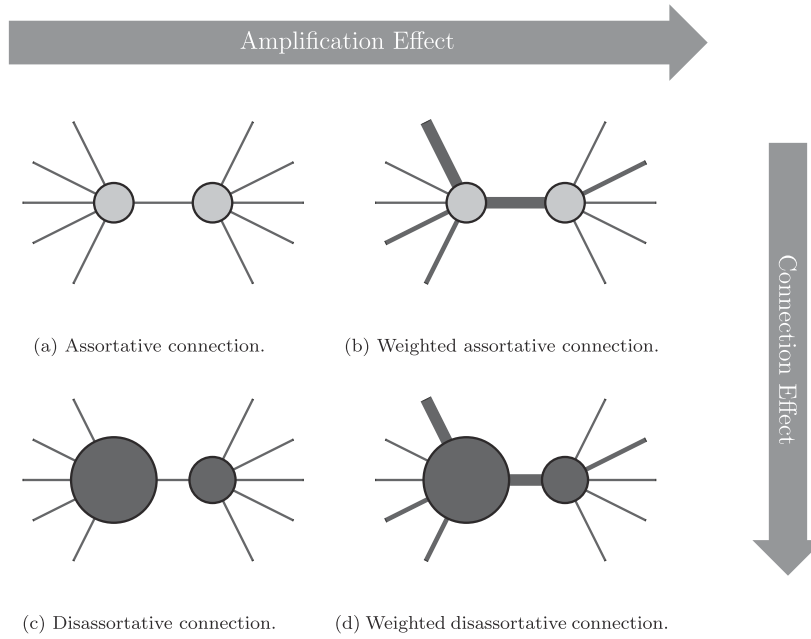 Amplification Effect
Connection Effect
(a) Assortative connection.
(b) Weighted assortative connection.
(c) Disassortative connection.
(d) Weighted disassortative connection.